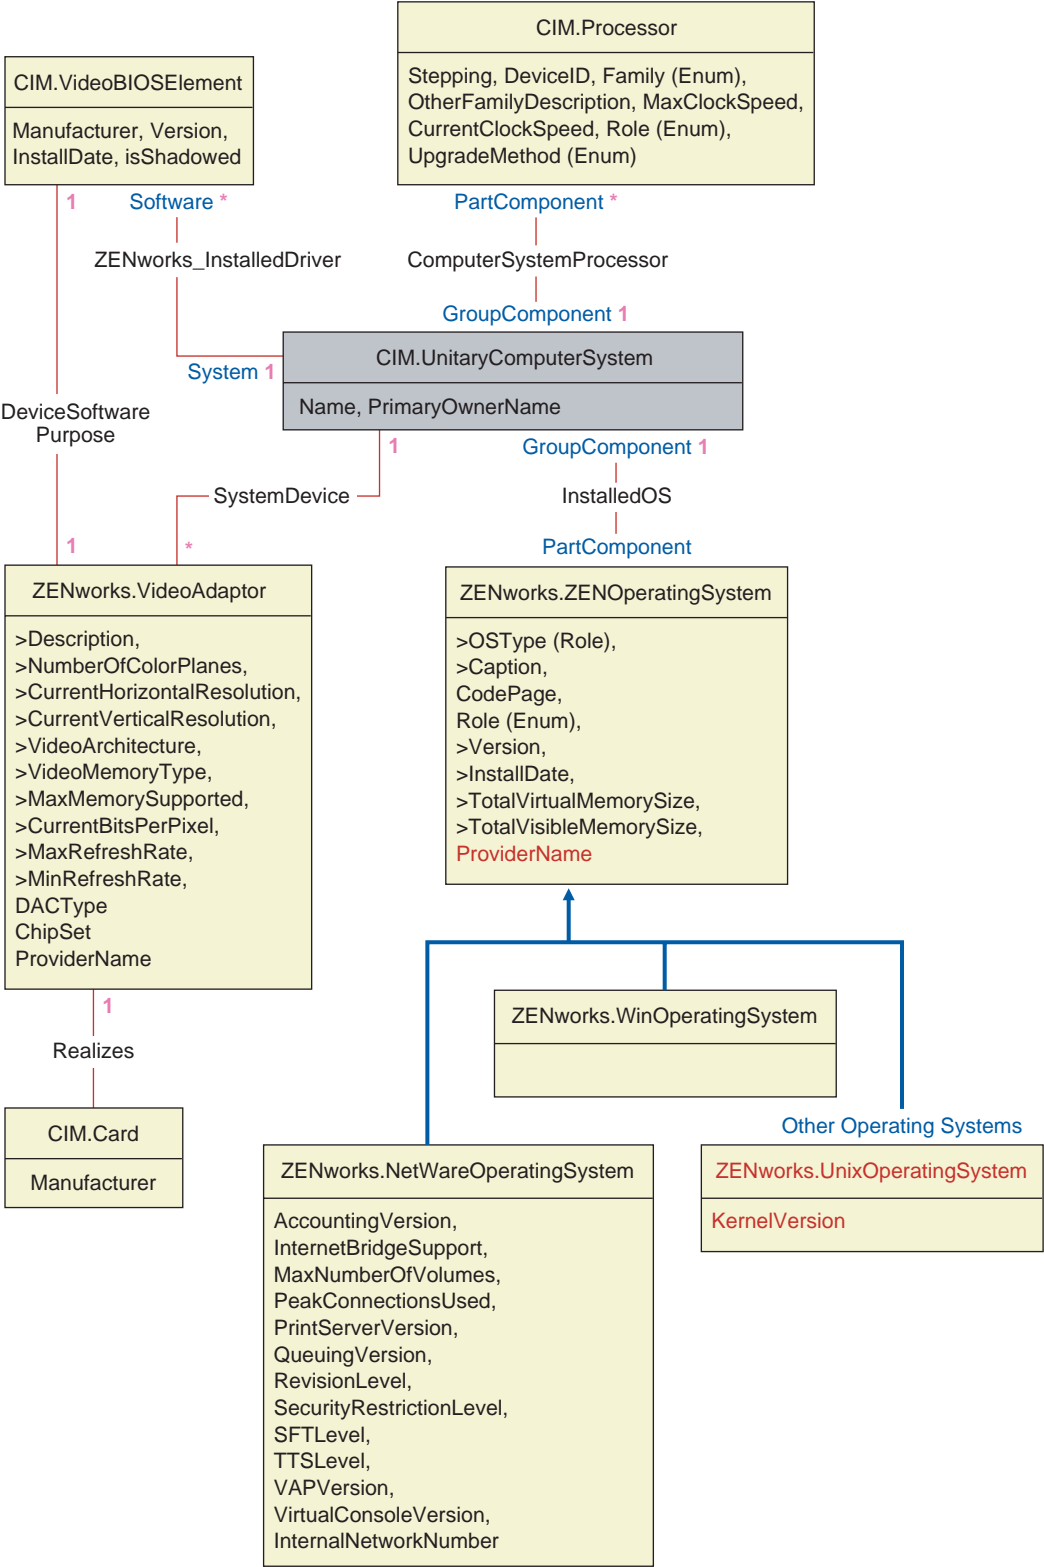 CIM.Processor
Stepping, DeviceID, Family (Enum),
OtherFamilyDescription, MaxClockSpeed,
CurrentClockSpeed, Role (Enum),
UpgradeMethod (Enum)
CIM.VideoBIOSElement
Manufacturer, Version,
InstallDate, isShadowed
1
Software *
PartComponent *
ZENworks_InstalledDriver
ComputerSystemProcessor
GroupComponent 1
System 1
CIM.UnitaryComputerSystem
Name, PrimaryOwnerName
DeviceSoftware
Purpose
1
GroupComponent 1
SystemDevice
InstalledOS
1
*
PartComponent
ZENworks.VideoAdaptor
>Description,
>NumberOfColorPlanes,
>CurrentHorizontalResolution,
>CurrentVerticalResolution,
>VideoArchitecture,
>VideoMemoryType,
>MaxMemorySupported,
>CurrentBitsPerPixel,
>MaxRefreshRate,
>MinRefreshRate,
DACType
ChipSet
ProviderName
ZENworks.ZENOperatingSystem
>OSType (Role),
>Caption,
CodePage,
Role (Enum),
>Version,
>InstallDate,
>TotalVirtualMemorySize,
>TotalVisibleMemorySize,
ProviderName
1
Realizes
CIM.Card
Manufacturer
ZENworks.WinOperatingSystem
Other Operating Systems
ZENworks.NetWareOperatingSystem
AccountingVersion,
InternetBridgeSupport,
MaxNumberOfVolumes,
PeakConnectionsUsed,
PrintServerVersion,
QueuingVersion,
RevisionLevel,
SecurityRestrictionLevel,
SFTLevel,
TTSLevel,
VAPVersion,
VirtualConsoleVersion,
InternalNetworkNumber
ZENworks.UnixOperatingSystem
KernelVersion